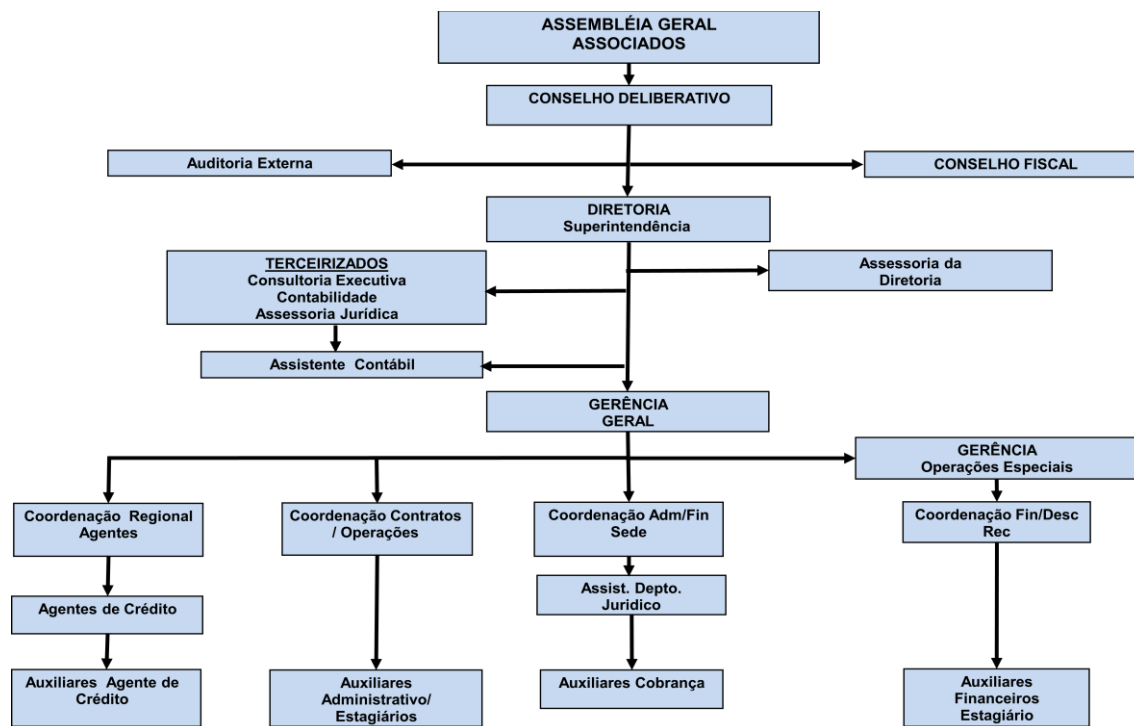 ASSEMBLÉIA GERAL
ASSOCIADOS
CONSELHO DELIBERATIVO
Auditoria Externa
CONSELHO FISCAL
DIRETORIA
Superintendência
TERCEIRIZADOS
Consultoria Executiva
Contabilidade
Assessoria Jurídica
Assessoria da
Diretoria
Assistente Contábil
GERÊNCIA
GERAL
GERÊNCIA
Operações Especiais
Coordenação Regional
Agentes
Coordenação Contratos
/ Operações
Coordenação Adm/Fin
Sede
Coordenação Fin/Desc
Rec
Agentes de Crédito
Assist. Depto.
Juridico
Auxiliares Agente de
Crédito
Auxiliares
Administrativo/
Estagiários
Auxiliares Cobrança
Auxiliares
Financeiros
Estagiário